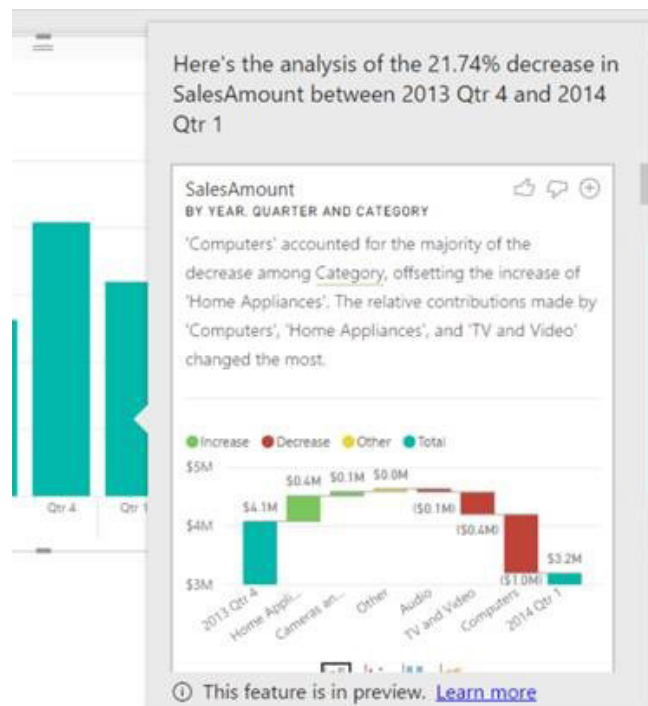 Here's the analysis of the 21.74% decrease in
SalesAmount between 2013 Qtr 4 and 2014
Qtr 1
SalesAmount
BY YEAR, QUARTER AND CATEGORY
'Computers' accounted for the majority of the
decrease among Category, offsetting the increase of
'Home Appliances'. The relative contributions made by
'Computers', 'Home Appliances', and 'TV and Video'
changed the most.
Increase Decrease Other Total
$5M
$4M
$3M
$4.1M $0.4M $0.1M $0.0M ($0.1M) ($0.4M) ($1.0M) $3.2M
2013 Qtr 4 Home Appli... Cameras an... Other Audio TV and Video Computers 2014 Qtr 1
Qtr 4 Qtr 1
This feature is in preview. Learn more